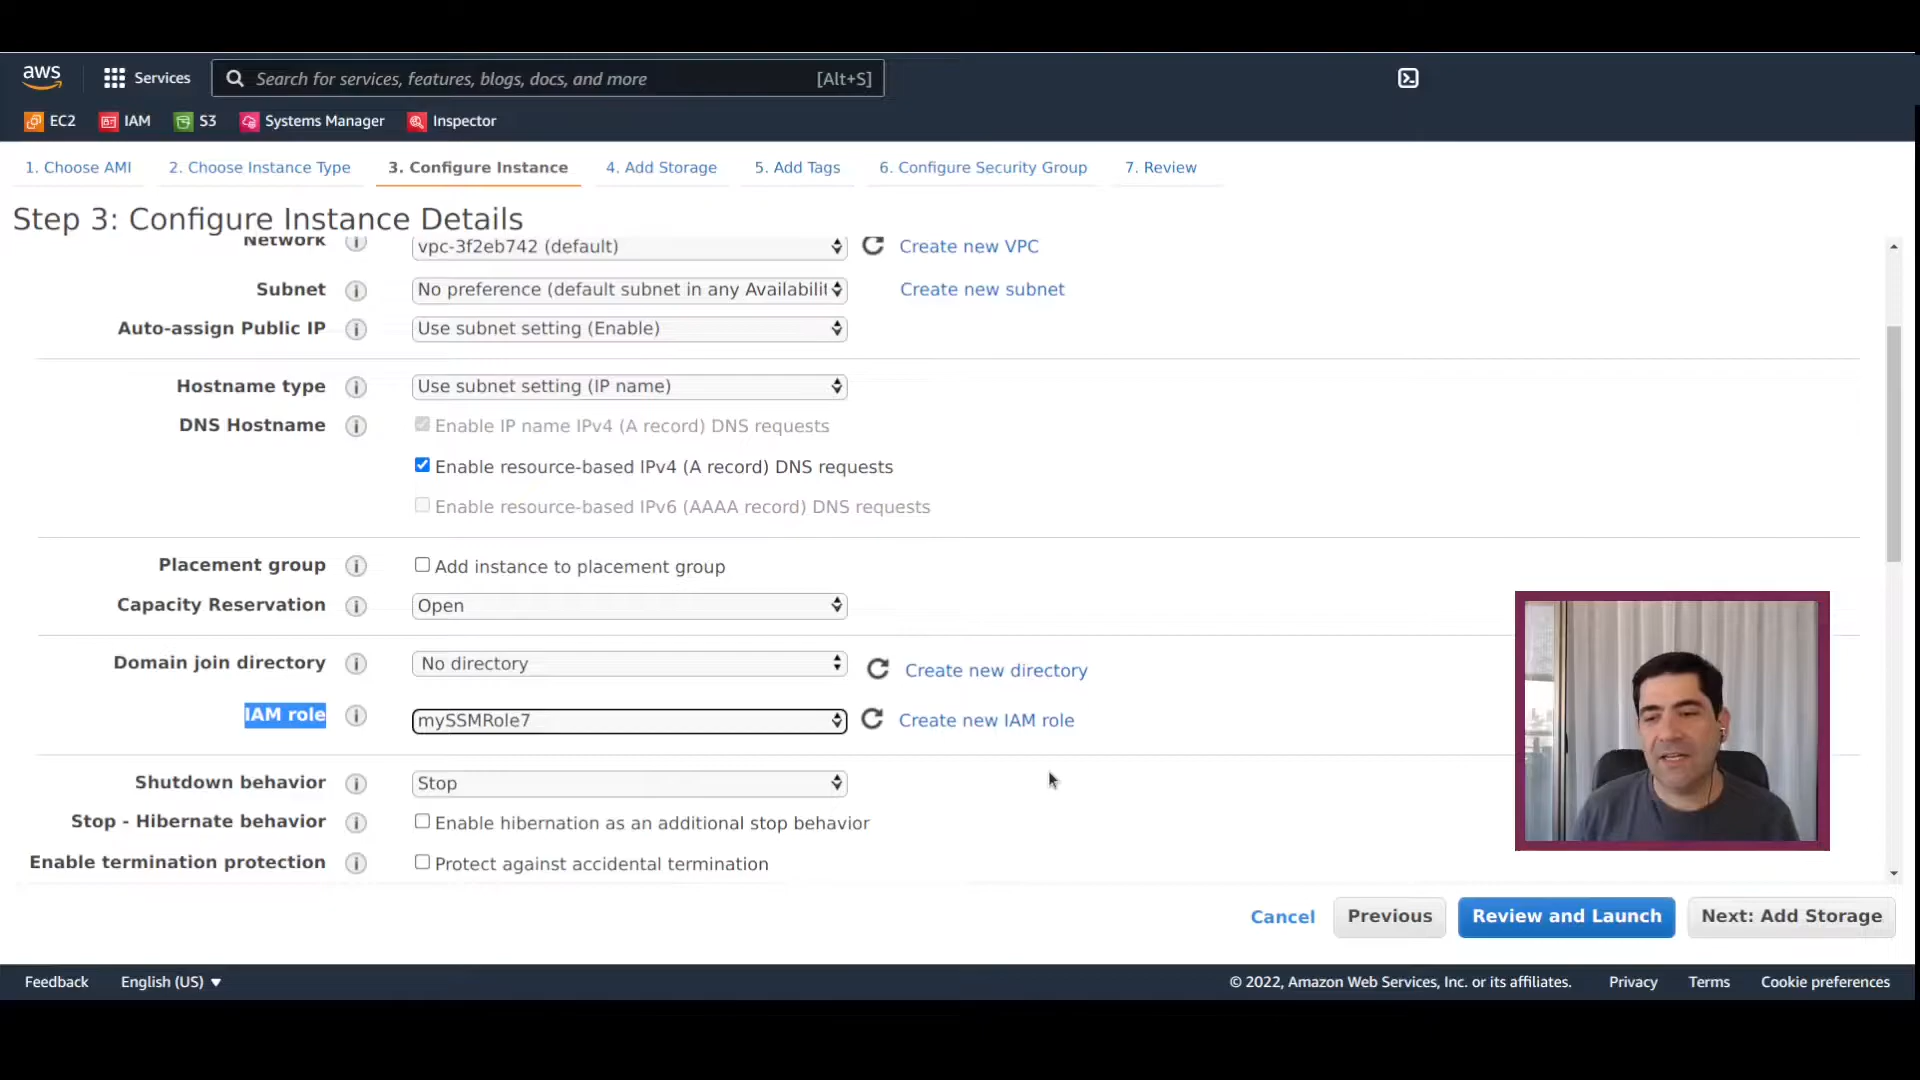 aws
Services
Search for services, features, blogs, docs, and more
[Alt+S]
EC2
IAM
S3
Systems Manager
Inspector
1. Choose AMI
2. Choose Instance Type
3. Configure Instance
4. Add Storage
5. Add Tags
6. Configure Security Group
7. Review
Step 3: Configure Instance Details
Network
vpc-3f2eb742 (default)
Create new VPC
Subnet
No preference (default subnet in any Availabilit
Create new subnet
Auto-assign Public IP
Use subnet setting (Enable)
Hostname type
Use subnet setting (IP name)
DNS Hostname
Enable IP name IPv4 (A record) DNS requests
Enable resource-based IPv4 (A record) DNS requests
Enable resource-based IPv6 (AAAA record) DNS requests
Placement group
Add instance to placement group
Capacity Reservation
Open
Domain join directory
No directory
Create new directory
IAM role
mySSMRole7
Create new IAM role
Shutdown behavior
Stop
Stop - Hibernate behavior
Enable hibernation as an additional stop behavior
Enable termination protection
Protect against accidental termination
Cancel
Previous
Review and Launch
Next: Add Storage
Feedback
English (US)
© 2022, Amazon Web Services, Inc. or its affiliates.
Privacy
Terms
Cookie preferences